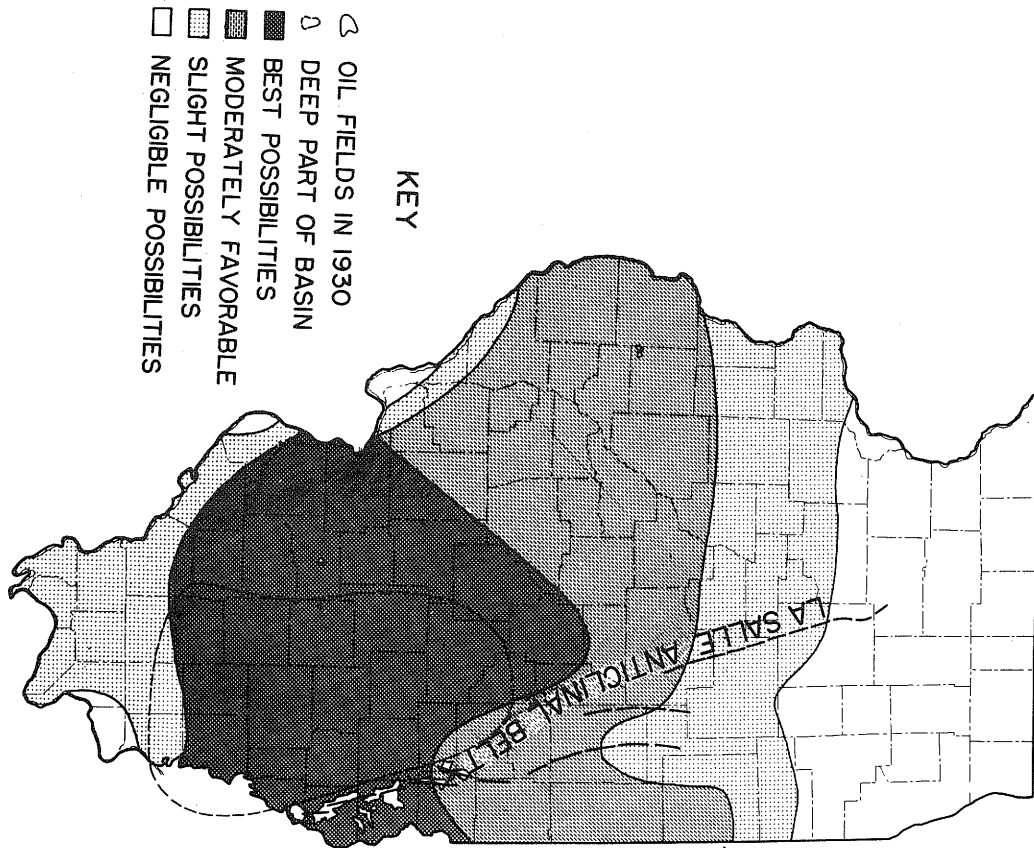 KEY
OIL FIELDS IN 1930
DEEP PART OF BASIN
BEST POSSIBILITIES
MODERATELY FAVORABLE
SLIGHT POSSIBILITIES
NEGLIGIBLE POSSIBILITIES
LA SALLE ANTICLINAL BELT